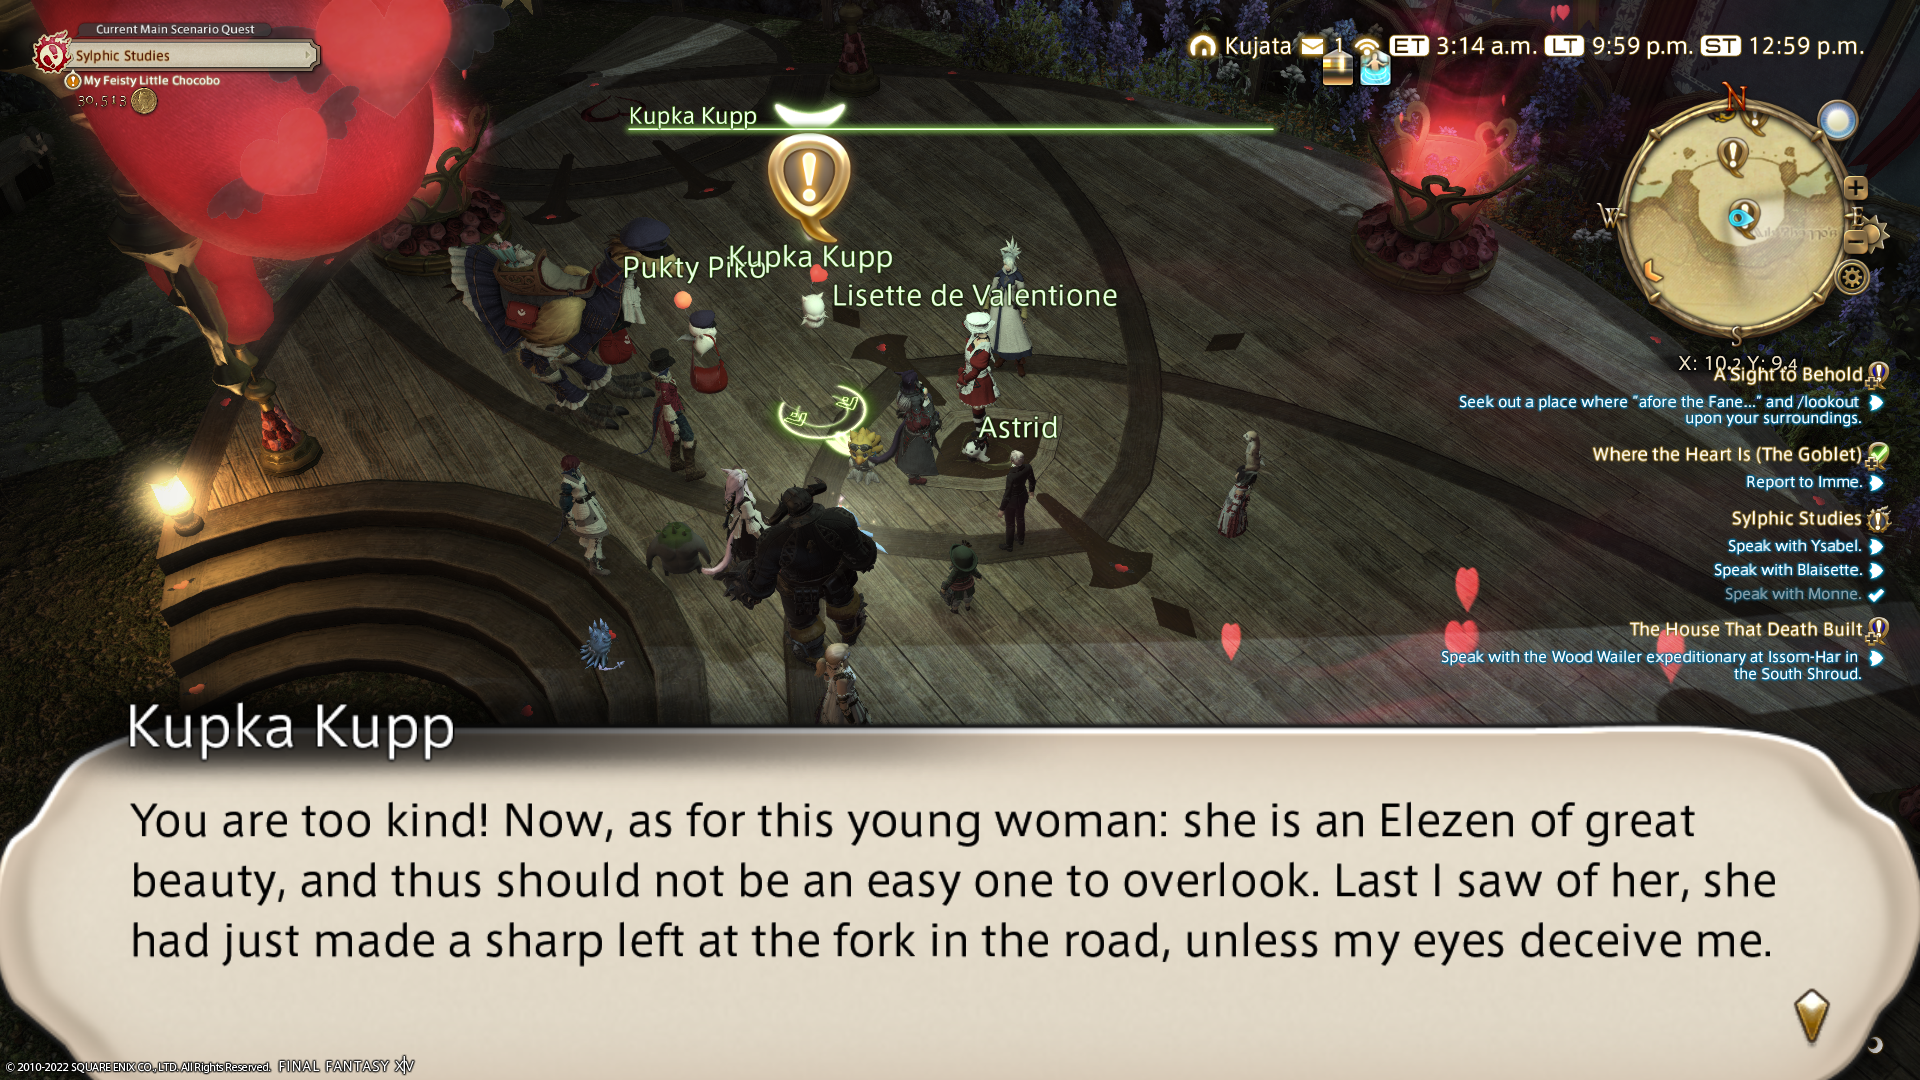 Current Main Scenario Quest
Sylphic Studies
My Feisty Little Chocobo
30,513
Kujata 1 ET 3:14 a.m. LT 9:59 p.m. ST 12:59 p.m.
Kupka Kupp
N
W
E
S
X: 10.2 Y: 9.4
Pukty Piko
Kupka Kupp
Lisette de Valentione
Astrid
A Sight to Behold
Seek out a place where "afore the Fane..." and /lookout
upon your surroundings.
Where the Heart Is (The Goblet)
Report to Imme.
Sylphic Studies
Speak with Ysabel.
Speak with Blaisette.
Speak with Monne.
The House That Death Built
Speak with the Wood Wailer expeditionary at Issom-Har in
the South Shroud.
Kupka Kupp
You are too kind! Now, as for this young woman: she is an Elezen of great
beauty, and thus should not be an easy one to overlook. Last I saw of her, she
had just made a sharp left at the fork in the road, unless my eyes deceive me.
© 2010-2022 SQUARE ENIX CO., LTD. All Rights Reserved. FINAL FANTASY XIV